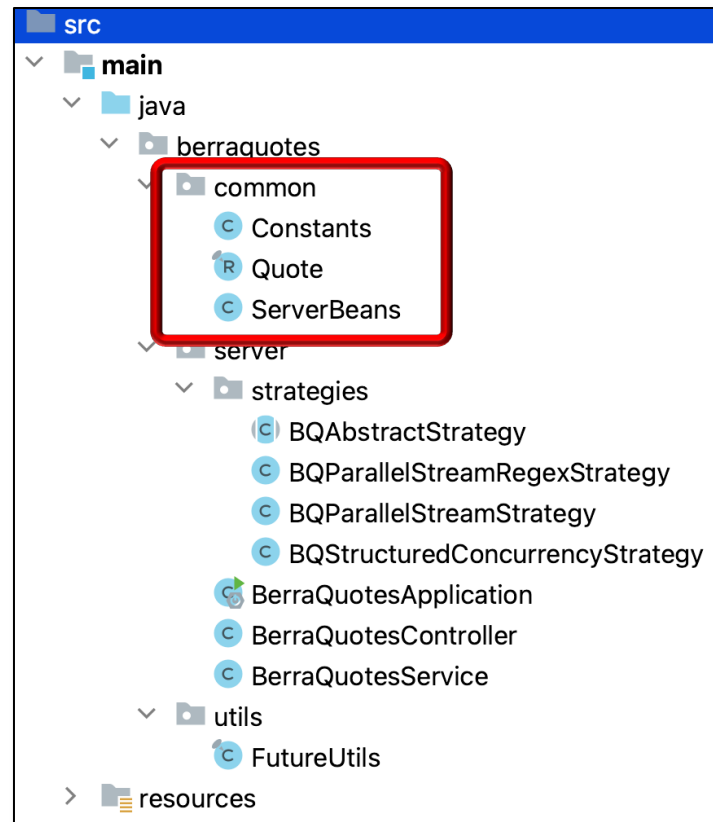 src
main
java
berraquotes
common
C Constants
R Quote
C ServerBeans
server
strategies
C BQAbstractStrategy
C BQParallelStreamRegexStrategy
C BQParallelStreamStrategy
C BQStructuredConcurrencyStrategy
C BerraQuotesApplication
C BerraQuotesController
C BerraQuotesService
utils
C FutureUtils
resources